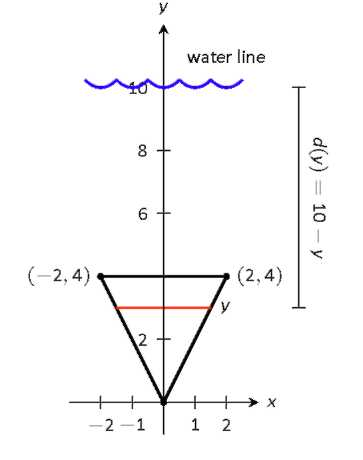 y
water line
10
8
d(y) = 10 − y
6
(−2, 4)
(2, 4)
y
2
x
−2 −1 1 2